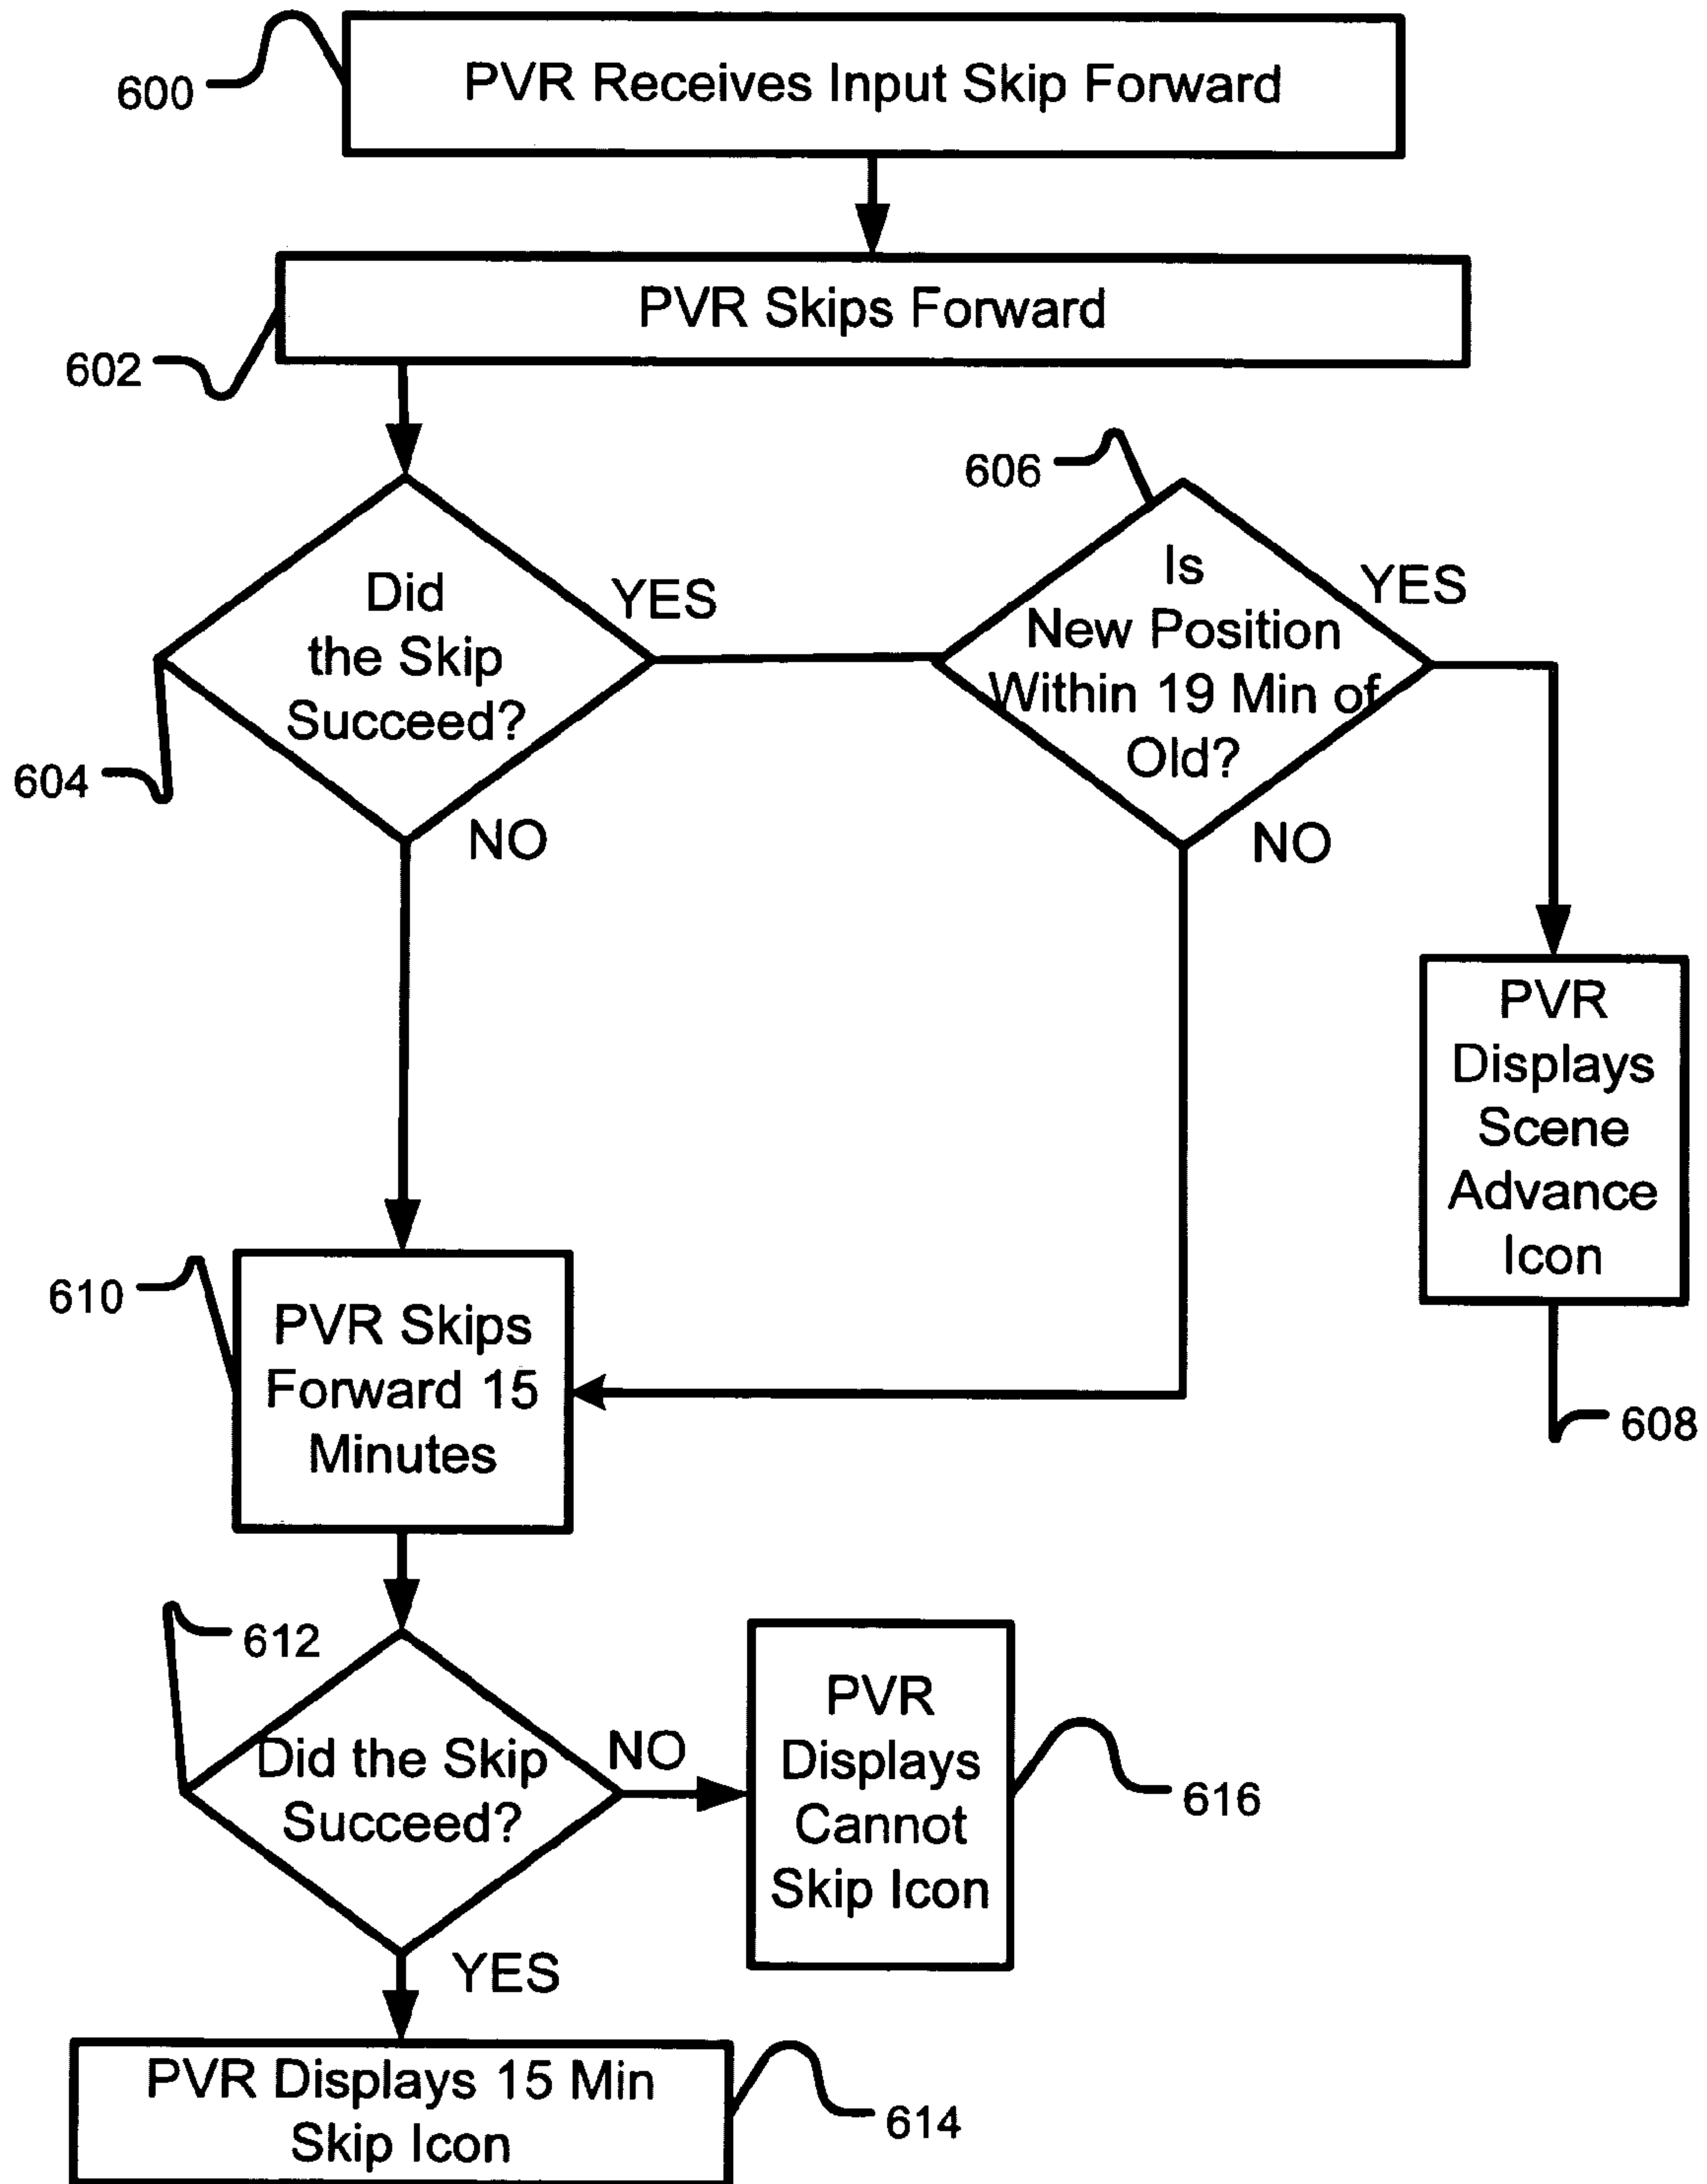 600
PVR Receives Input Skip Forward
PVR Skips Forward
602
606
Did
the Skip
Succeed?
YES
Is
New Position
Within 19 Min of
Old?
YES
604
NO
NO
PVR
Displays
Scene
Advance
Icon
610
PVR Skips
Forward 15
Minutes
608
612
Did the Skip
Succeed?
NO
PVR
Displays
Cannot
Skip Icon
616
YES
PVR Displays 15 Min
Skip Icon
614